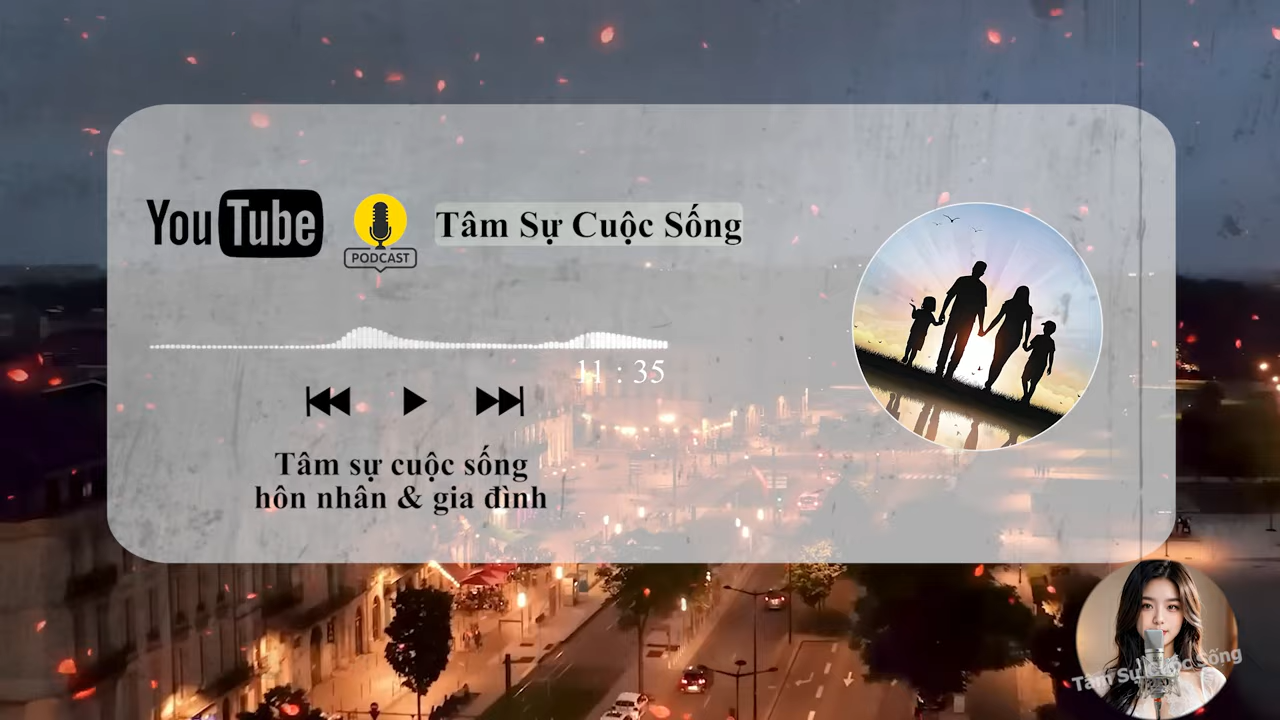 YouTube
PODCAST
Tâm Sự Cuộc Sống
11 : 35
Tâm sự cuộc sống
hôn nhân & gia đình
Tâm Sự Cuộc Sống